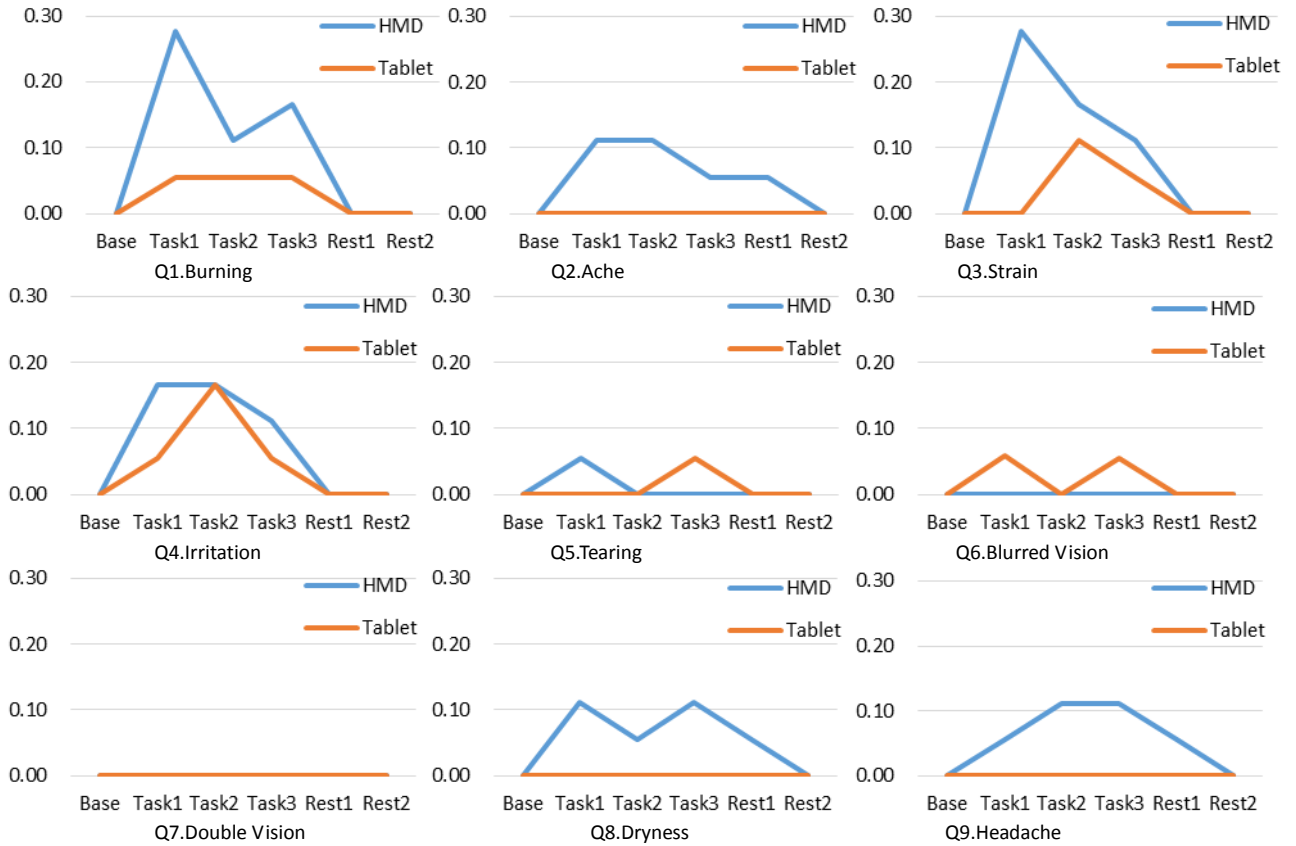 0.30 HMD 0.30 HMD 0.30 HMD
0.20 Tablet 0.20 Tablet 0.20 Tablet
0.10 0.10 0.10
0.00 0.00 0.00
Base Task1 Task2 Task3 Rest1 Rest2 Base Task1 Task2 Task3 Rest1 Rest2 Base Task1 Task2 Task3 Rest1 Rest2
Q1.Burning Q2.Ache Q3.Strain
0.30 HMD 0.30 HMD 0.30 HMD
0.20 Tablet 0.20 Tablet 0.20 Tablet
0.10 0.10 0.10
0.00 0.00 0.00
Base Task1 Task2 Task3 Rest1 Rest2 Base Task1 Task2 Task3 Rest1 Rest2 Base Task1 Task2 Task3 Rest1 Rest2
Q4.Irritation Q5.Tearing Q6.Blurred Vision
0.30 HMD 0.30 HMD 0.30 HMD
0.20 Tablet 0.20 Tablet 0.20 Tablet
0.10 0.10 0.10
0.00 0.00 0.00
Base Task1 Task2 Task3 Rest1 Rest2 Base Task1 Task2 Task3 Rest1 Rest2 Base Task1 Task2 Task3 Rest1 Rest2
Q7.Double Vision Q8.Dryness Q9.Headache